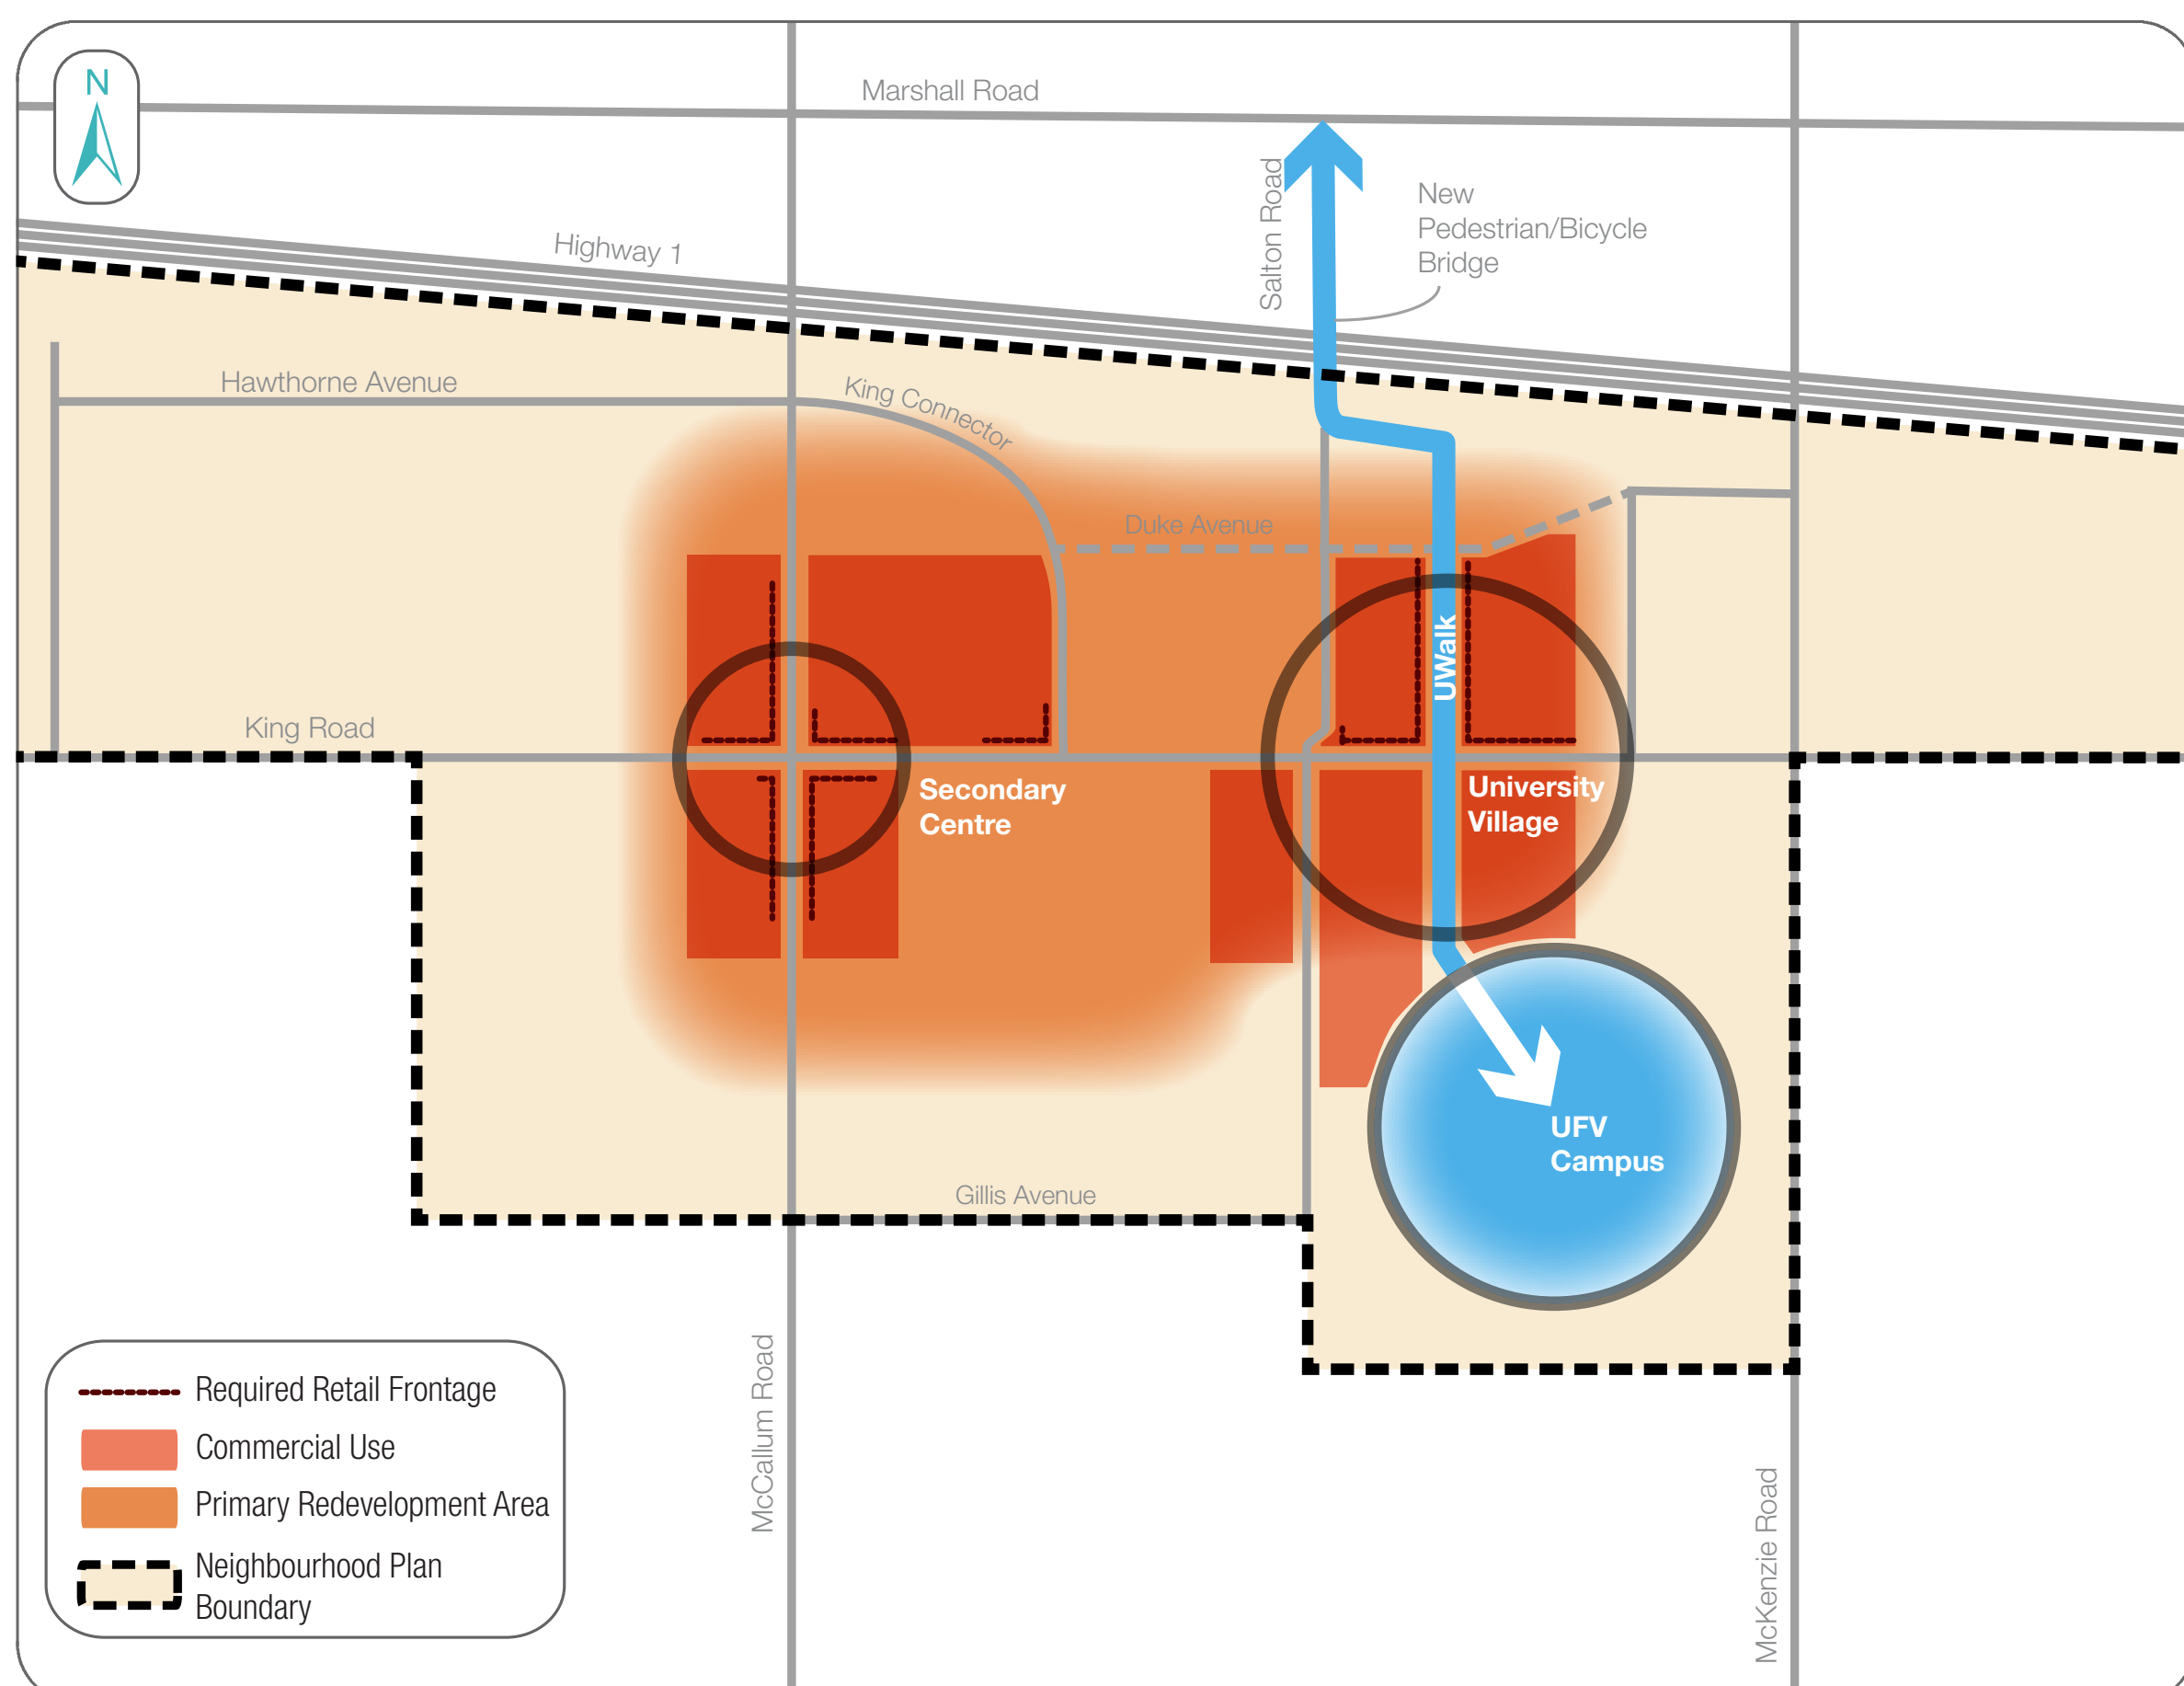 N
Marshall Road
Salton Road
New
Pedestrian/Bicycle
Bridge
Highway 1
Hawthorne Avenue
King Connector
Duke Avenue
UWalk
King Road
Secondary
Centre
University
Village
UFV
Campus
Gillis Avenue
McCallum Road
McKenzie Road
Required Retail Frontage
Commercial Use
Primary Redevelopment Area
Neighbourhood Plan
Boundary